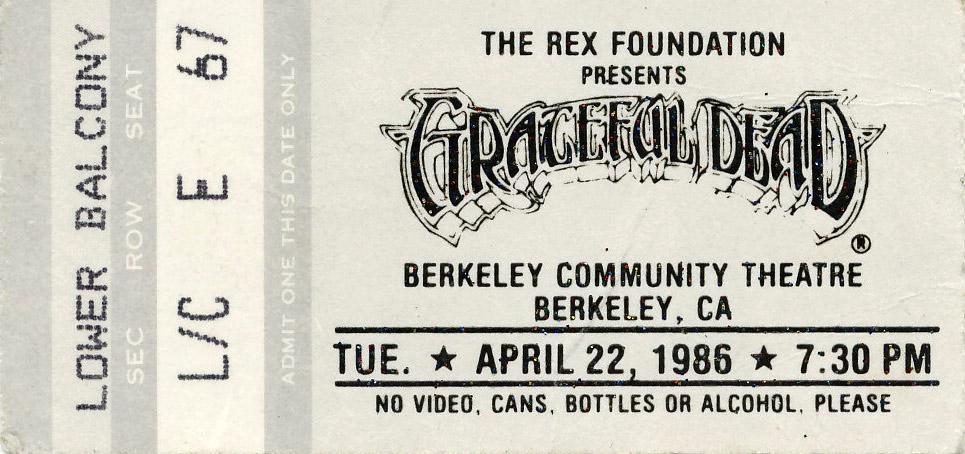 LOWER BALCONY
SEC ROW SEAT
L/C E 67
ADMIT ONE THIS DATE ONLY
THE REX FOUNDATION
PRESENTS
GRATEFUL DEAD
®
BERKELEY COMMUNITY THEATRE
BERKELEY, CA
TUE. ★ APRIL 22, 1986 ★ 7:30 PM
NO VIDEO, CANS, BOTTLES OR ALCOHOL, PLEASE